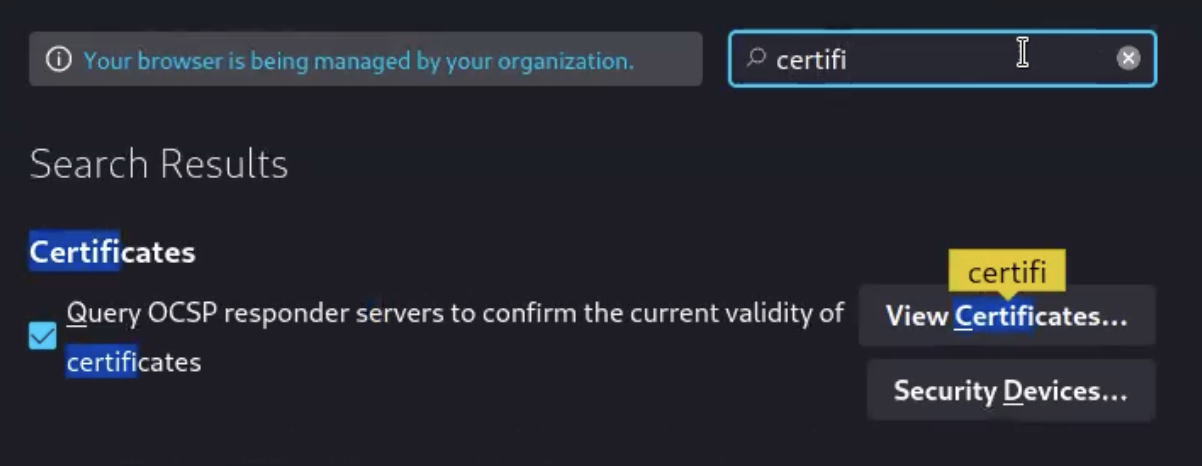 Your browser is being managed by your organization.
certifi
Search Results
Certificates
Query OCSP responder servers to confirm the current validity of
certificates
certifi
View Certificates...
Security Devices...